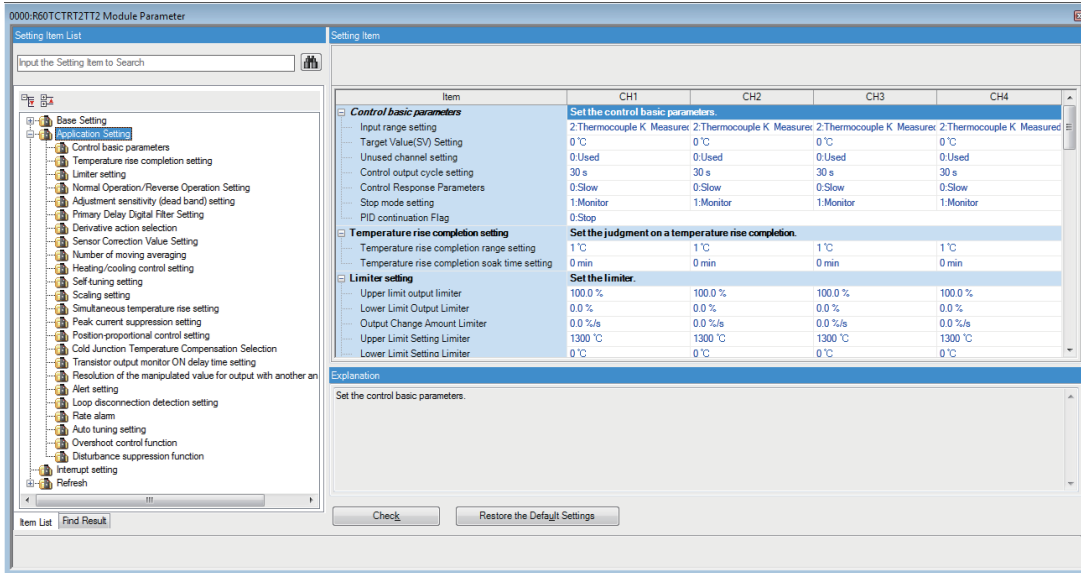 0000:R60TCTRT2TT2 Module Parameter
Setting Item List
Input the Setting Item to Search
Base Setting
Application Setting
Control basic parameters
Temperature rise completion setting
Limiter setting
Normal Operation/Reverse Operation Setting
Adjustment sensitivity (dead band) setting
Primary Delay Digital Filter Setting
Derivative action selection
Sensor Correction Value Setting
Number of moving averaging
Heating/cooling control setting
Self-tuning setting
Scaling setting
Simultaneous temperature rise setting
Peak current suppression setting
Position-proportional control setting
Cold Junction Temperature Compensation Selection
Transistor output monitor ON delay time setting
Resolution of the manipulated value for output with another an
Alert setting
Loop disconnection detection setting
Rate alarm
Auto tuning setting
Overshoot control function
Disturbance suppression function
Interrupt setting
Refresh
Item List Find Result
Setting Item
Item CH1 CH2 CH3 CH4
Control basic parameters Set the control basic parameters.
Input range setting 2:Thermocouple K Measurec 2:Thermocouple K Measurec 2:Thermocouple K Measurec 2:Thermocouple K Measured
Target Value(SV) Setting 0 ℃ 0 ℃ 0 ℃ 0 ℃
Unused channel setting 0:Used 0:Used 0:Used 0:Used
Control output cycle setting 30 s 30 s 30 s 30 s
Control Response Parameters 0:Slow 0:Slow 0:Slow 0:Slow
Stop mode setting 1:Monitor 1:Monitor 1:Monitor 1:Monitor
PID continuation Flag 0:Stop
Temperature rise completion setting Set the judgment on a temperature rise completion.
Temperature rise completion range setting 1 ℃ 1 ℃ 1 ℃ 1 ℃
Temperature rise completion soak time setting 0 min 0 min 0 min 0 min
Limiter setting Set the limiter.
Upper limit output limiter 100.0 % 100.0 % 100.0 % 100.0 %
Lower Limit Output Limiter 0.0 % 0.0 % 0.0 % 0.0 %
Output Change Amount Limiter 0.0 %/s 0.0 %/s 0.0 %/s 0.0 %/s
Upper Limit Setting Limiter 1300 ℃ 1300 ℃ 1300 ℃ 1300 ℃
Lower Limit Setting Limiter 0 ℃ 0 ℃ 0 ℃ 0 ℃
Explanation
Set the control basic parameters.
Check Restore the Default Settings